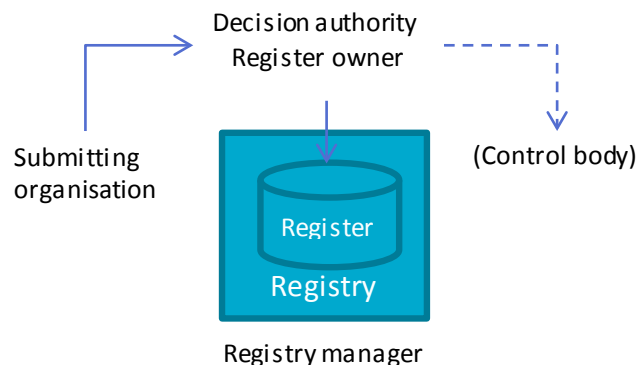 Decision authority
Register owner
Submitting
organisation
(Control body)
Register
Registry
Registry manager